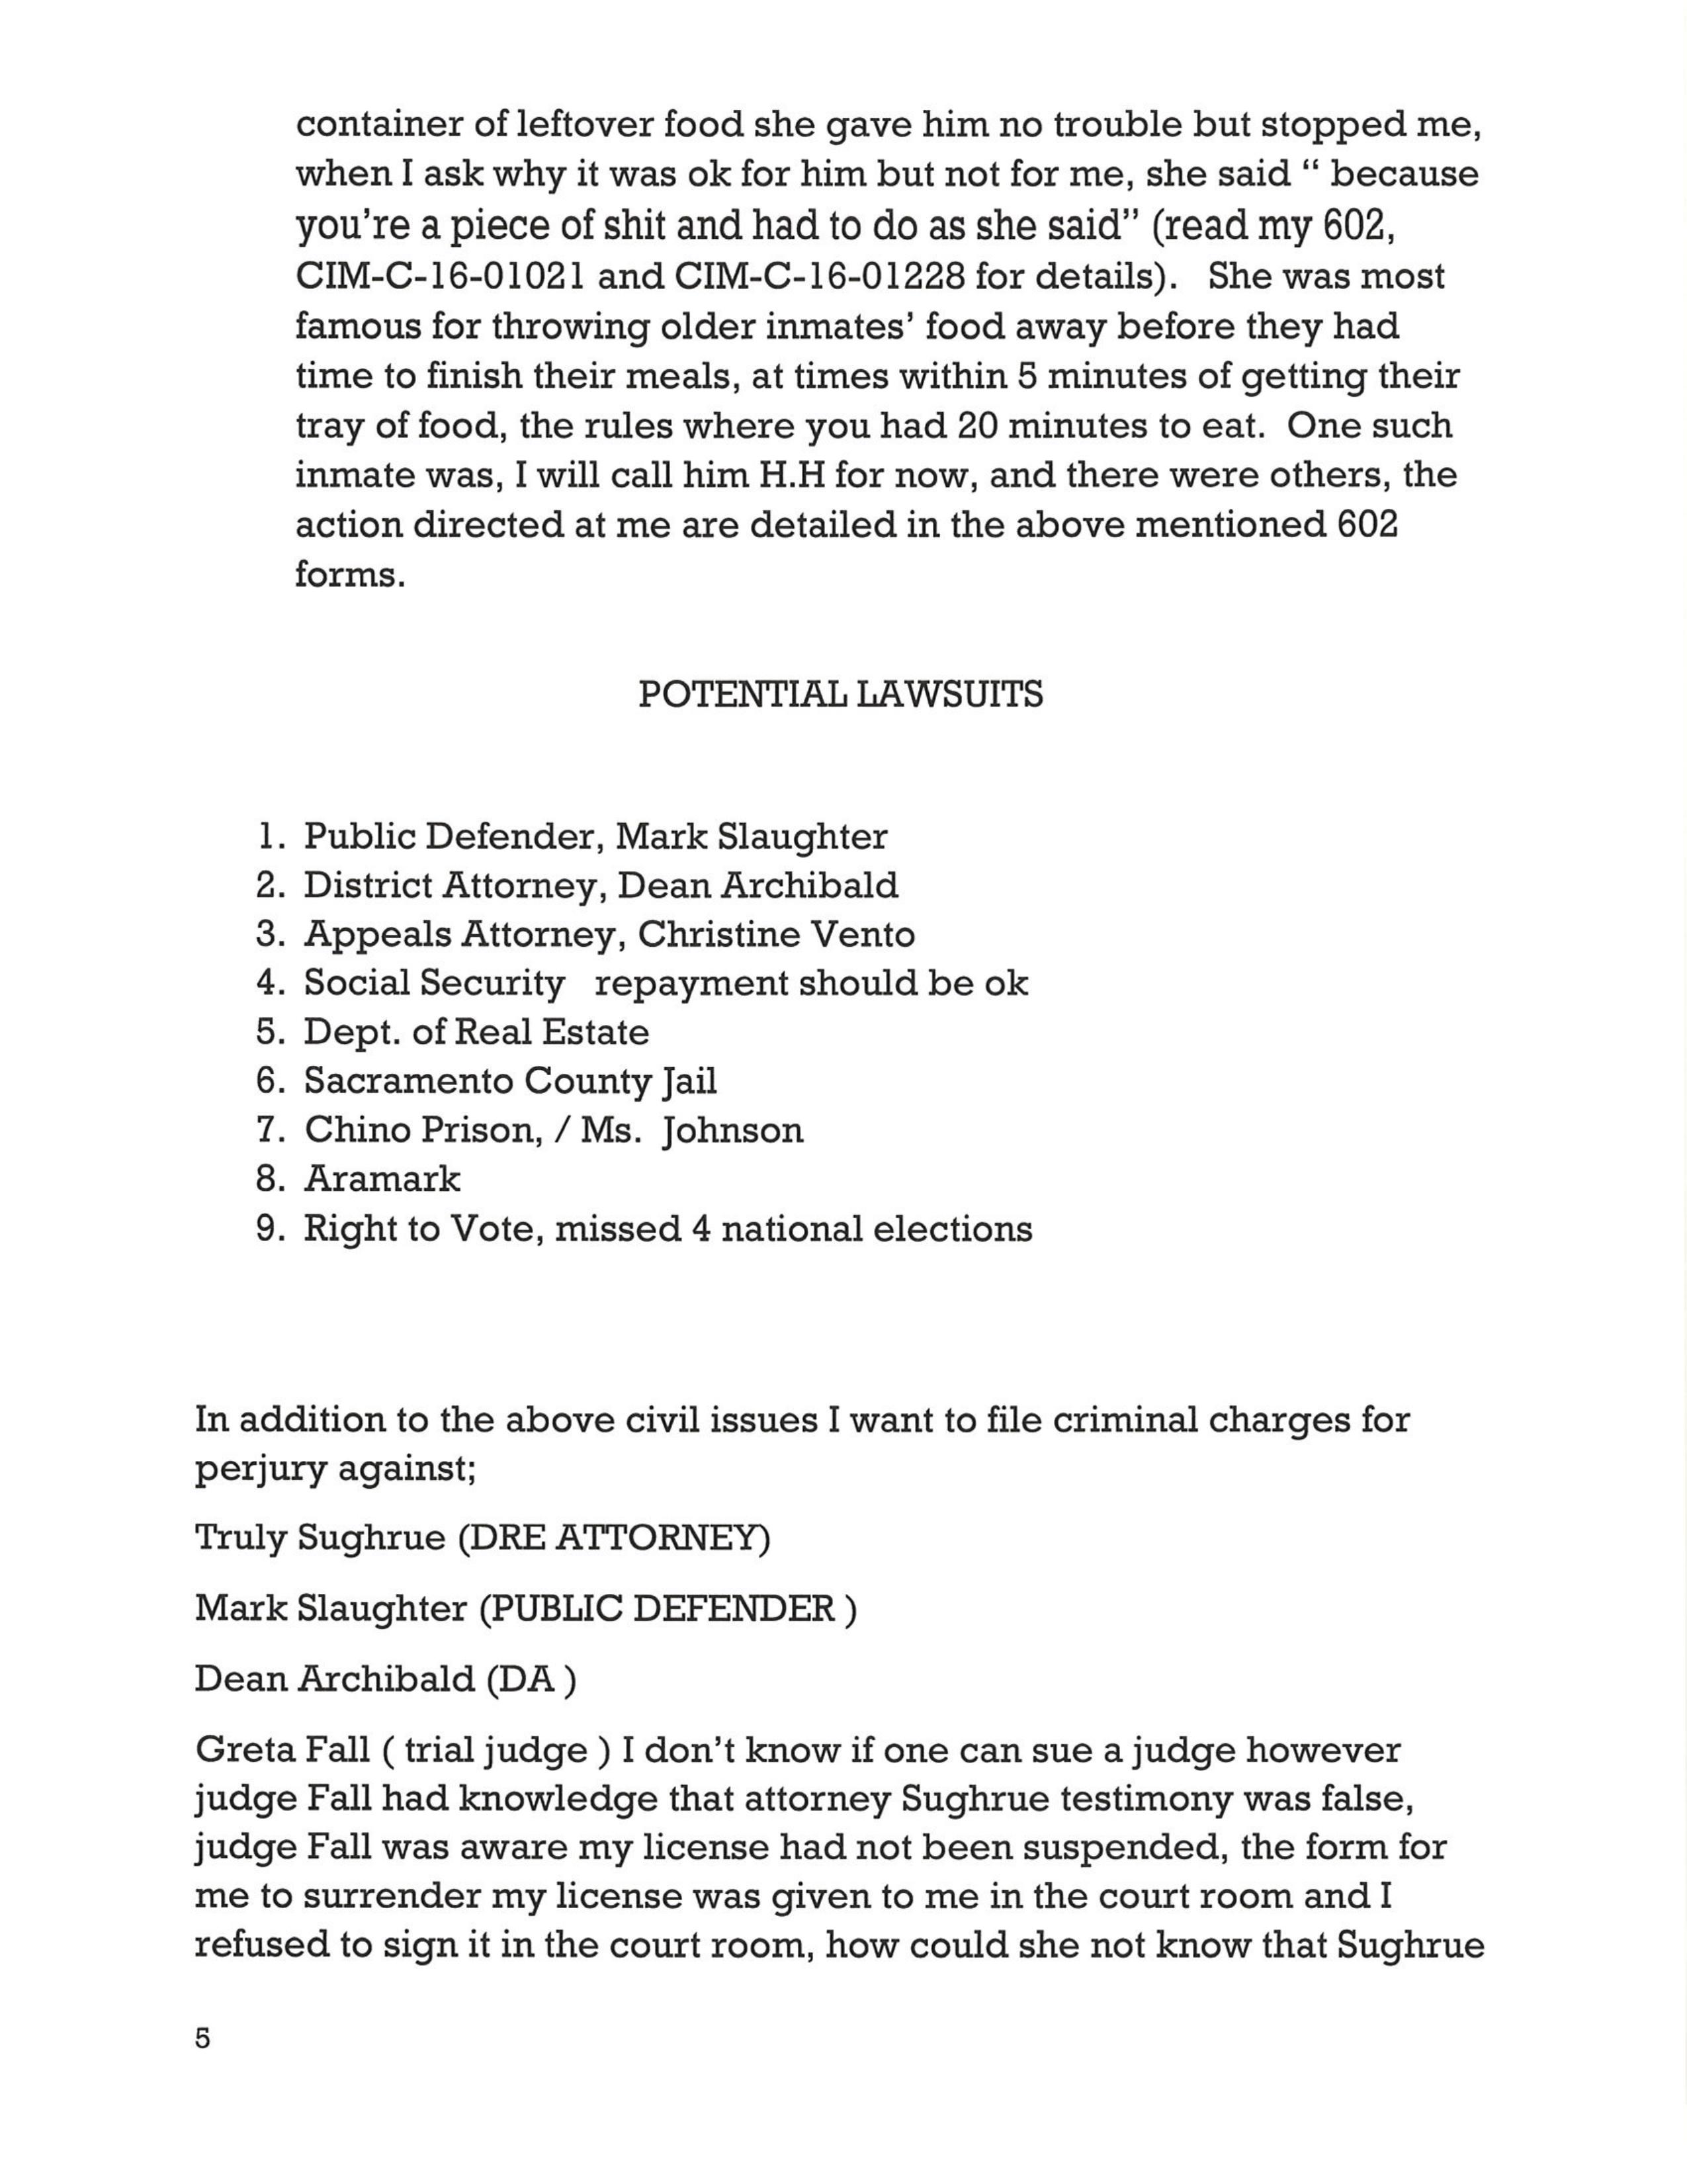 container of leftover food she gave him no trouble but stopped me,
when I ask why it was ok for him but not for me, she said “ because
you’re a piece of shit and had to do as she said” (read my 602,
CIM-C-16-01021 and CIM-C-16-01228 for details).   She was most
famous for throwing older inmates’ food away before they had
time to finish their meals, at times within 5 minutes of getting their
tray of food, the rules where you had 20 minutes to eat.  One such
inmate was, I will call him H.H for now, and there were others, the
action directed at me are detailed in the above mentioned 602
forms.
POTENTIAL LAWSUITS
1. Public Defender, Mark Slaughter
2. District Attorney, Dean Archibald
3. Appeals Attorney, Christine Vento
4. Social Security   repayment should be ok
5. Dept. of Real Estate
6. Sacramento County Jail
7. Chino Prison, / Ms.  Johnson
8. Aramark
9. Right to Vote, missed 4 national elections
In addition to the above civil issues I want to file criminal charges for
perjury against;
Truly Sughrue (DRE ATTORNEY)
Mark Slaughter (PUBLIC DEFENDER )
Dean Archibald (DA )
Greta Fall ( trial judge ) I don’t know if one can sue a judge however
judge Fall had knowledge that attorney Sughrue testimony was false,
judge Fall was aware my license had not been suspended, the form for
me to surrender my license was given to me in the court room and I
refused to sign it in the court room, how could she not know that Sughrue
5